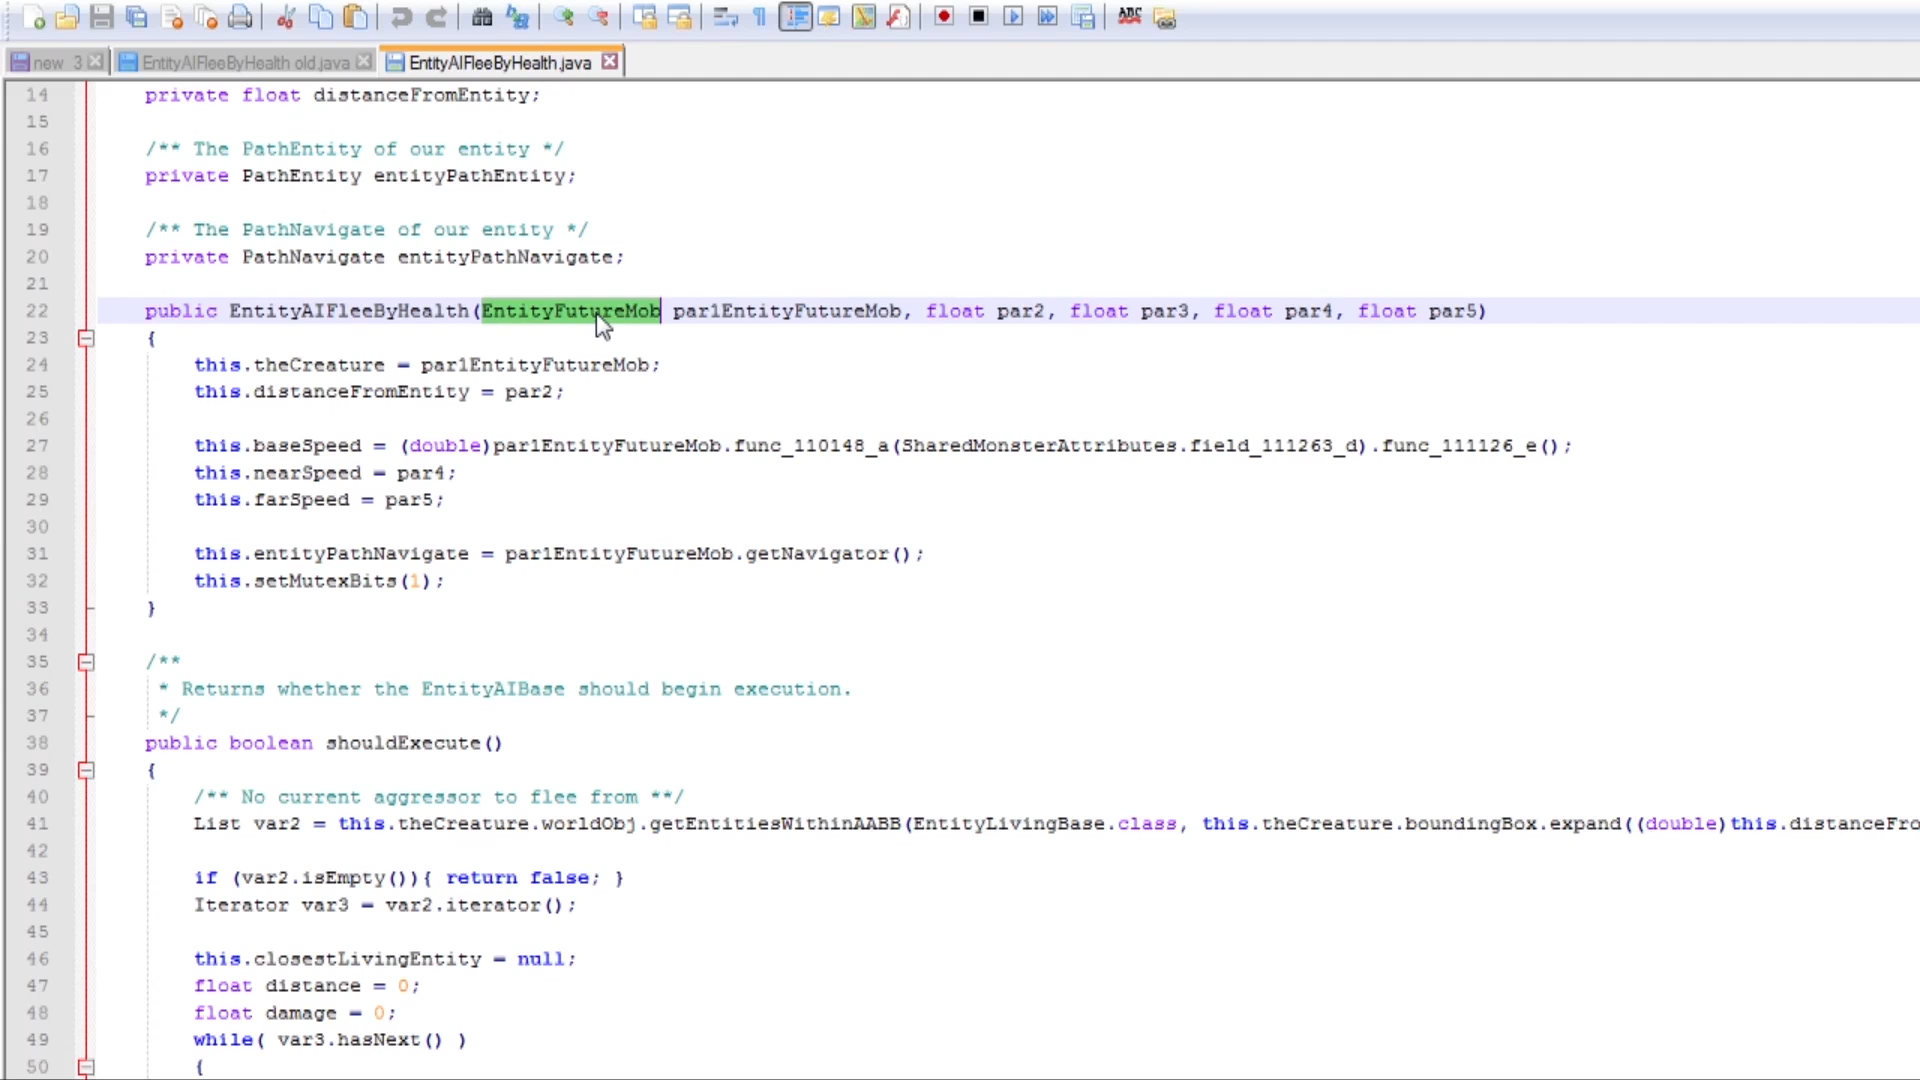 ABC
new 3
EntityAIFleeByHealth old.java
EntityAIFleeByHealth.java
14 private float distanceFromEntity;
15
16 /** The PathEntity of our entity */
17 private PathEntity entityPathEntity;
18
19 /** The PathNavigate of our entity */
20 private PathNavigate entityPathNavigate;
21
22 public EntityAIFleeByHealth(EntityFutureMob par1EntityFutureMob, float par2, float par3, float par4, float par5)
23 {
24 this.theCreature = par1EntityFutureMob;
25 this.distanceFromEntity = par2;
26
27 this.baseSpeed = (double)par1EntityFutureMob.func_110148_a(SharedMonsterAttributes.field_111263_d).func_111126_e();
28 this.nearSpeed = par4;
29 this.farSpeed = par5;
30
31 this.entityPathNavigate = par1EntityFutureMob.getNavigator();
32 this.setMutexBits(1);
33 }
34
35 /**
36 * Returns whether the EntityAIBase should begin execution.
37 */
38 public boolean shouldExecute()
39 {
40 /** No current aggressor to flee from **/
41 List var2 = this.theCreature.worldObj.getEntitiesWithinAABB(EntityLivingBase.class, this.theCreature.boundingBox.expand((double)this.distanceFro
42
43 if (var2.isEmpty()){ return false; }
44 Iterator var3 = var2.iterator();
45
46 this.closestLivingEntity = null;
47 float distance = 0;
48 float damage = 0;
49 while( var3.hasNext() )
50 {